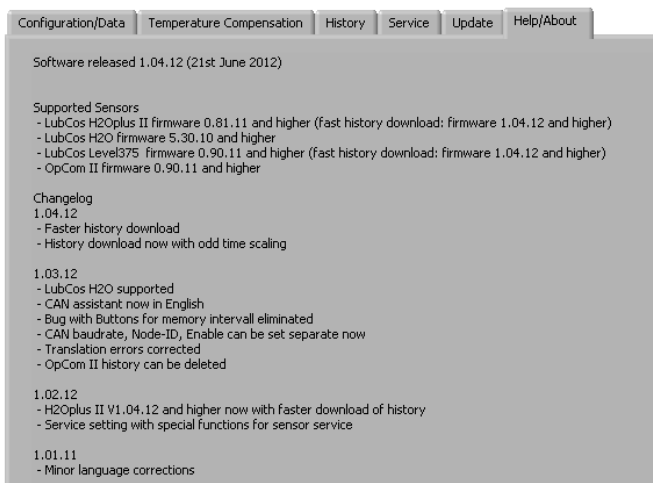 Configuration/Data Temperature Compensation History Service Update Help/About
Software released 1.04.12 (21st June 2012)
Supported Sensors
- LubCos H2Oplus II firmware 0.81.11 and higher (fast history download: firmware 1.04.12 and higher)
- LubCos H2O firmware 5.30.10 and higher
- LubCos Level375 firmware 0.90.11 and higher (fast history download: firmware 1.04.12 and higher)
- OpCom II firmware 0.90.11 and higher
Changelog
1.04.12
- Faster history download
- History download now with odd time scaling
1.03.12
- LubCos H2O supported
- CAN assistant now in English
- Bug with Buttons for memory intervall eliminated
- CAN baudrate, Node-ID, Enable can be set separate now
- Translation errors corrected
- OpCom II history can be deleted
1.02.12
- H2Oplus II V1.04.12 and higher now with faster download of history
- Service setting with special functions for sensor service
1.01.11
- Minor language corrections